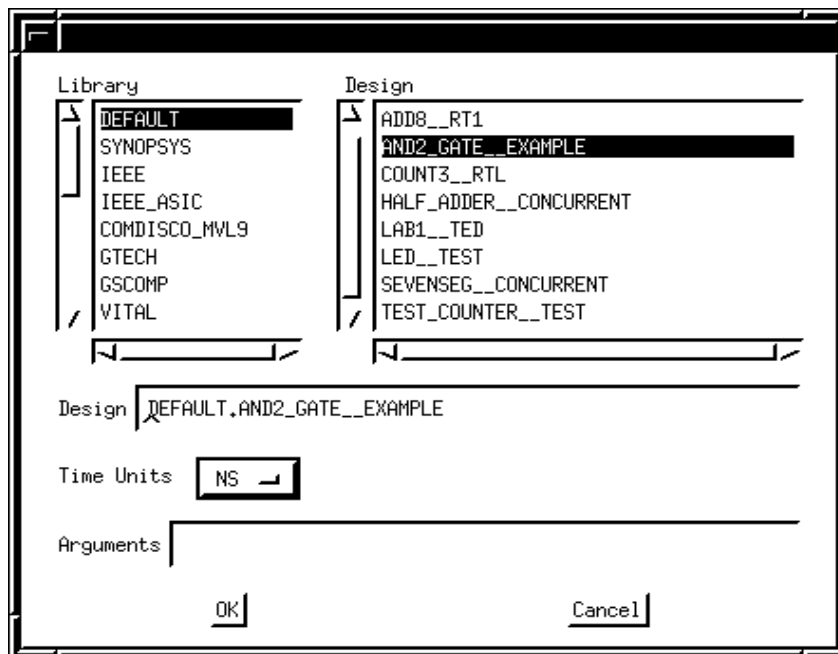 Library
DEFAULT
SYNOPSYS
IEEE
IEEE_ASIC
COMDISCO_MVL9
GTECH
GSCOMP
VITAL
Design
ADD8__RT1
AND2_GATE__EXAMPLE
COUNT3__RTL
HALF_ADDER__CONCURRENT
LAB1__TED
LED__TEST
SEVENSEG__CONCURRENT
TEST_COUNTER__TEST
Design DEFAULT.AND2_GATE__EXAMPLE
Time Units NS
Arguments
OK Cancel